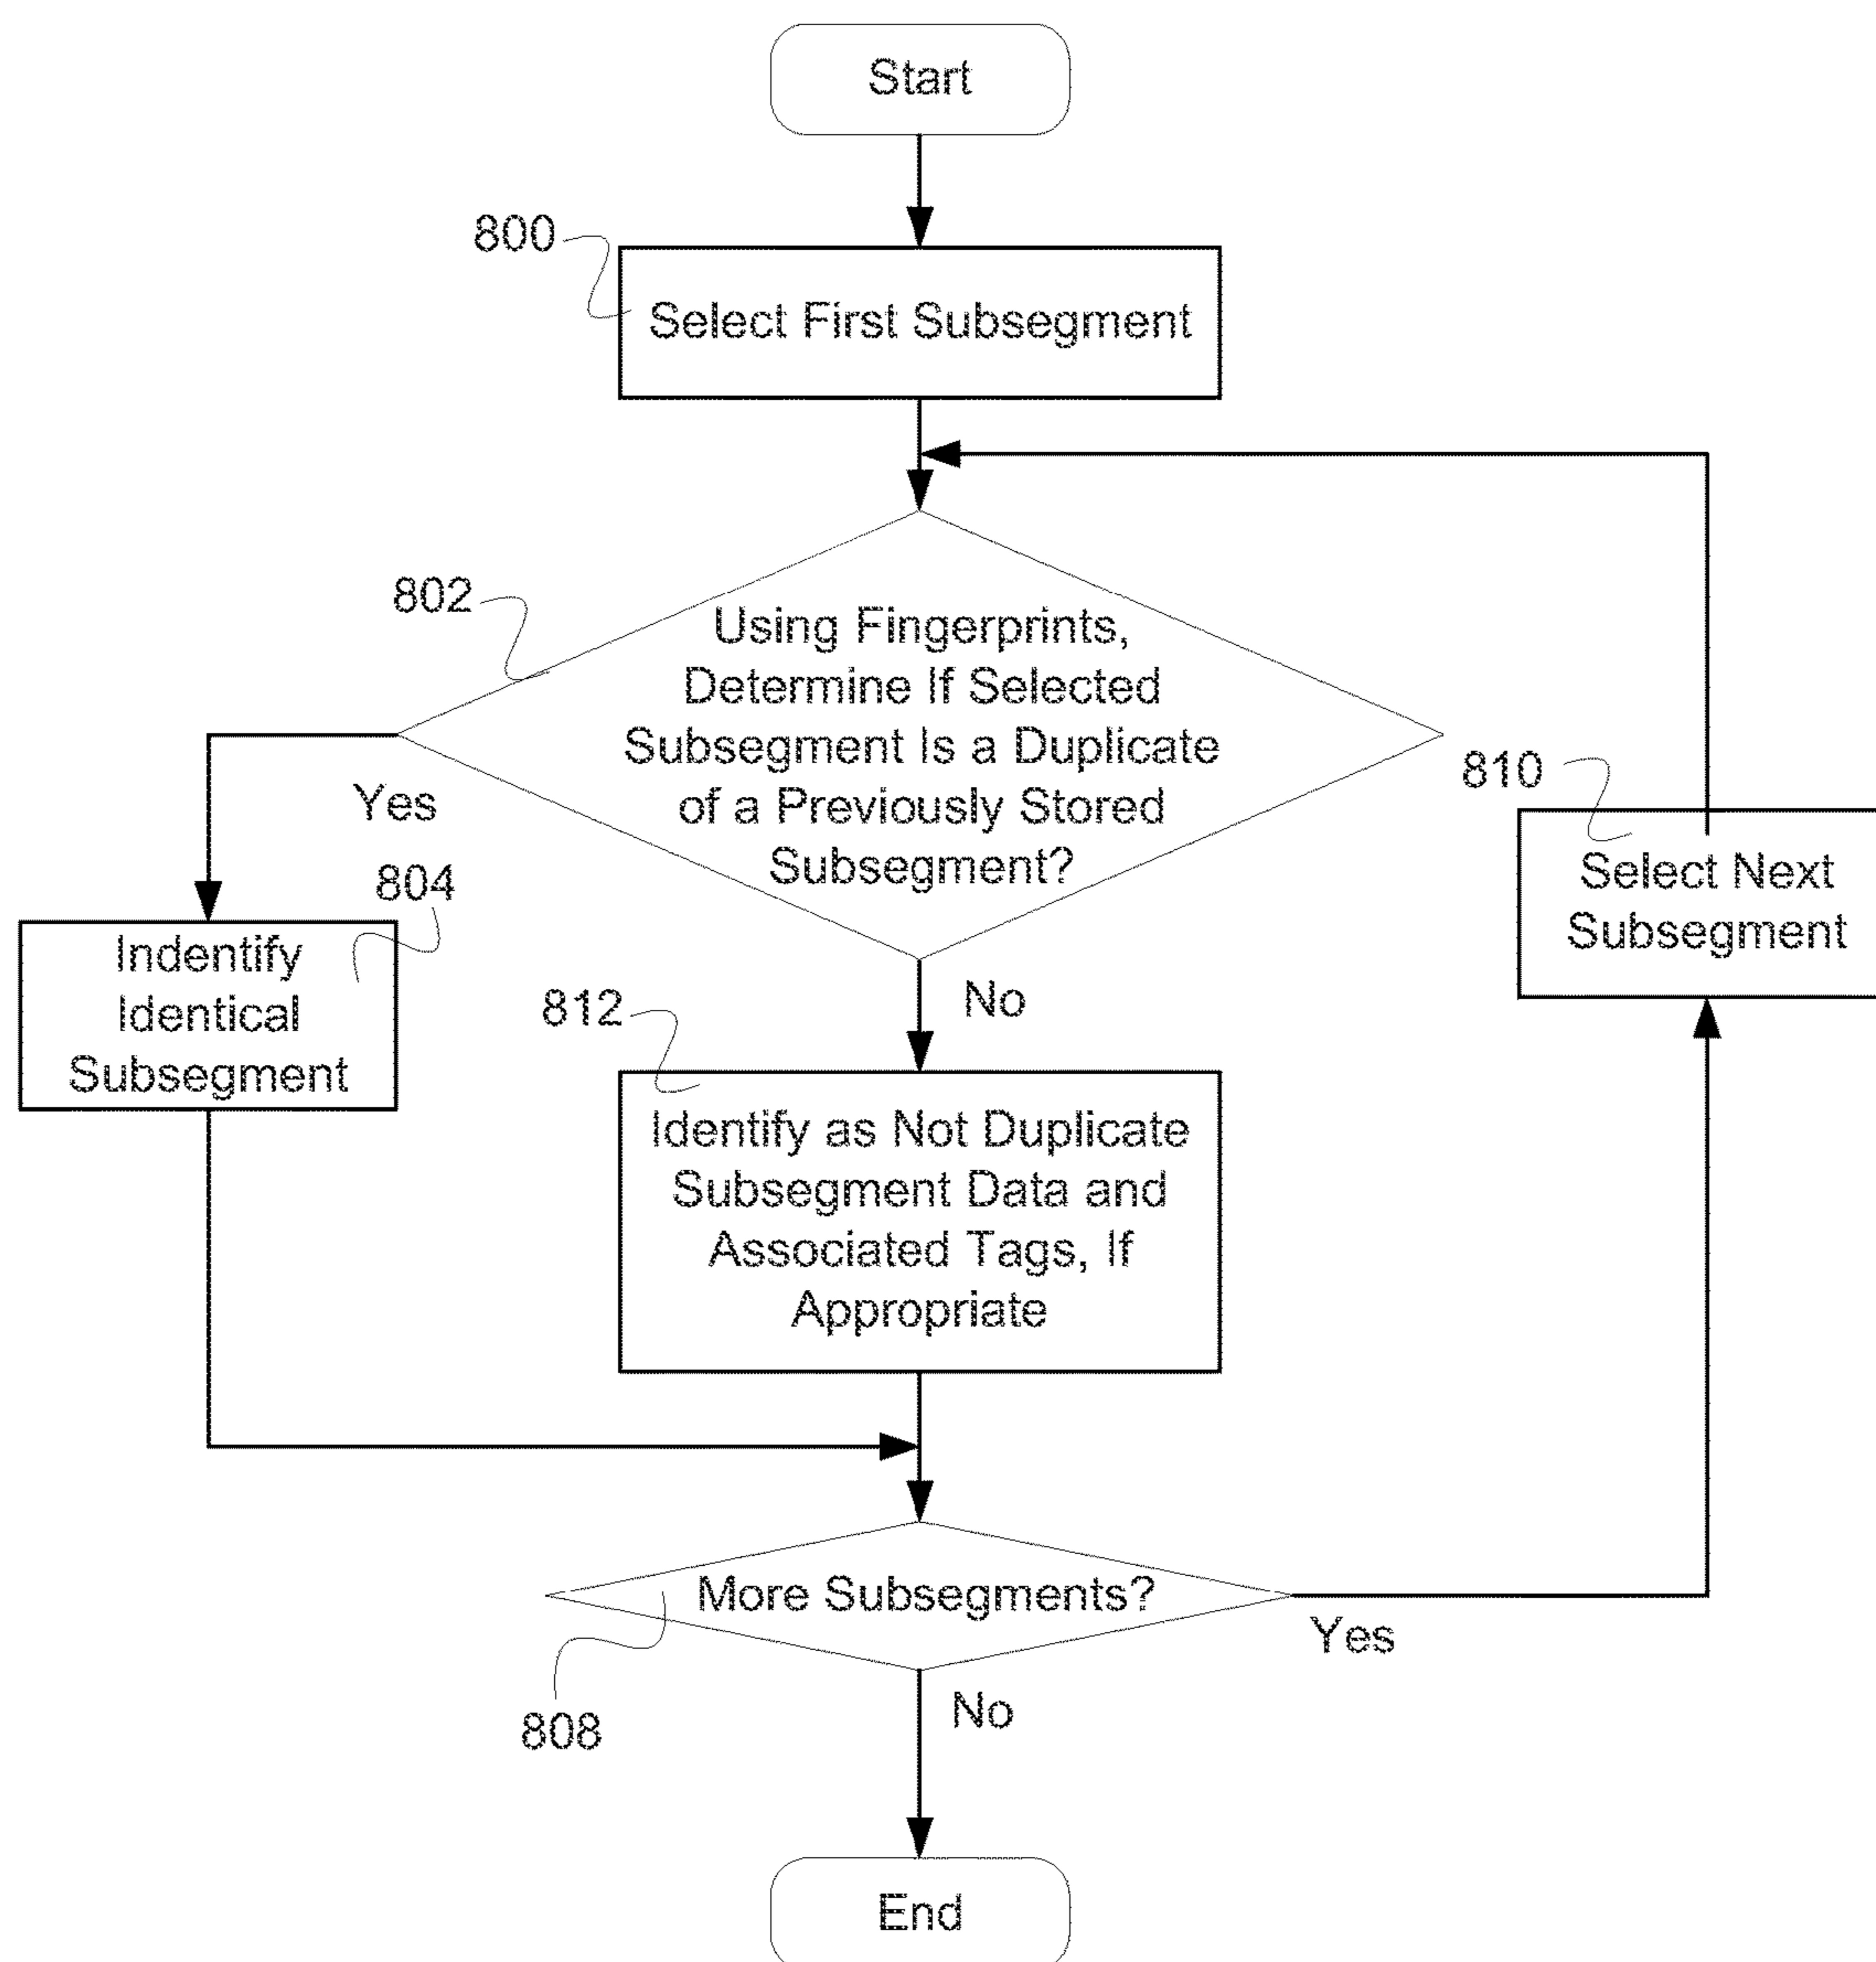 Start
800
Select First Subsegment
802
Using Fingerprints,
Determine If Selected
Subsegment Is a Duplicate
of a Previously Stored
Subsegment?
Yes
804
Indentify
Identical
Subsegment
810
Select Next
Subsegment
No
812
Identify as Not Duplicate
Subsegment Data and
Associated Tags, If
Appropriate
More Subsegments?
Yes
808
No
End